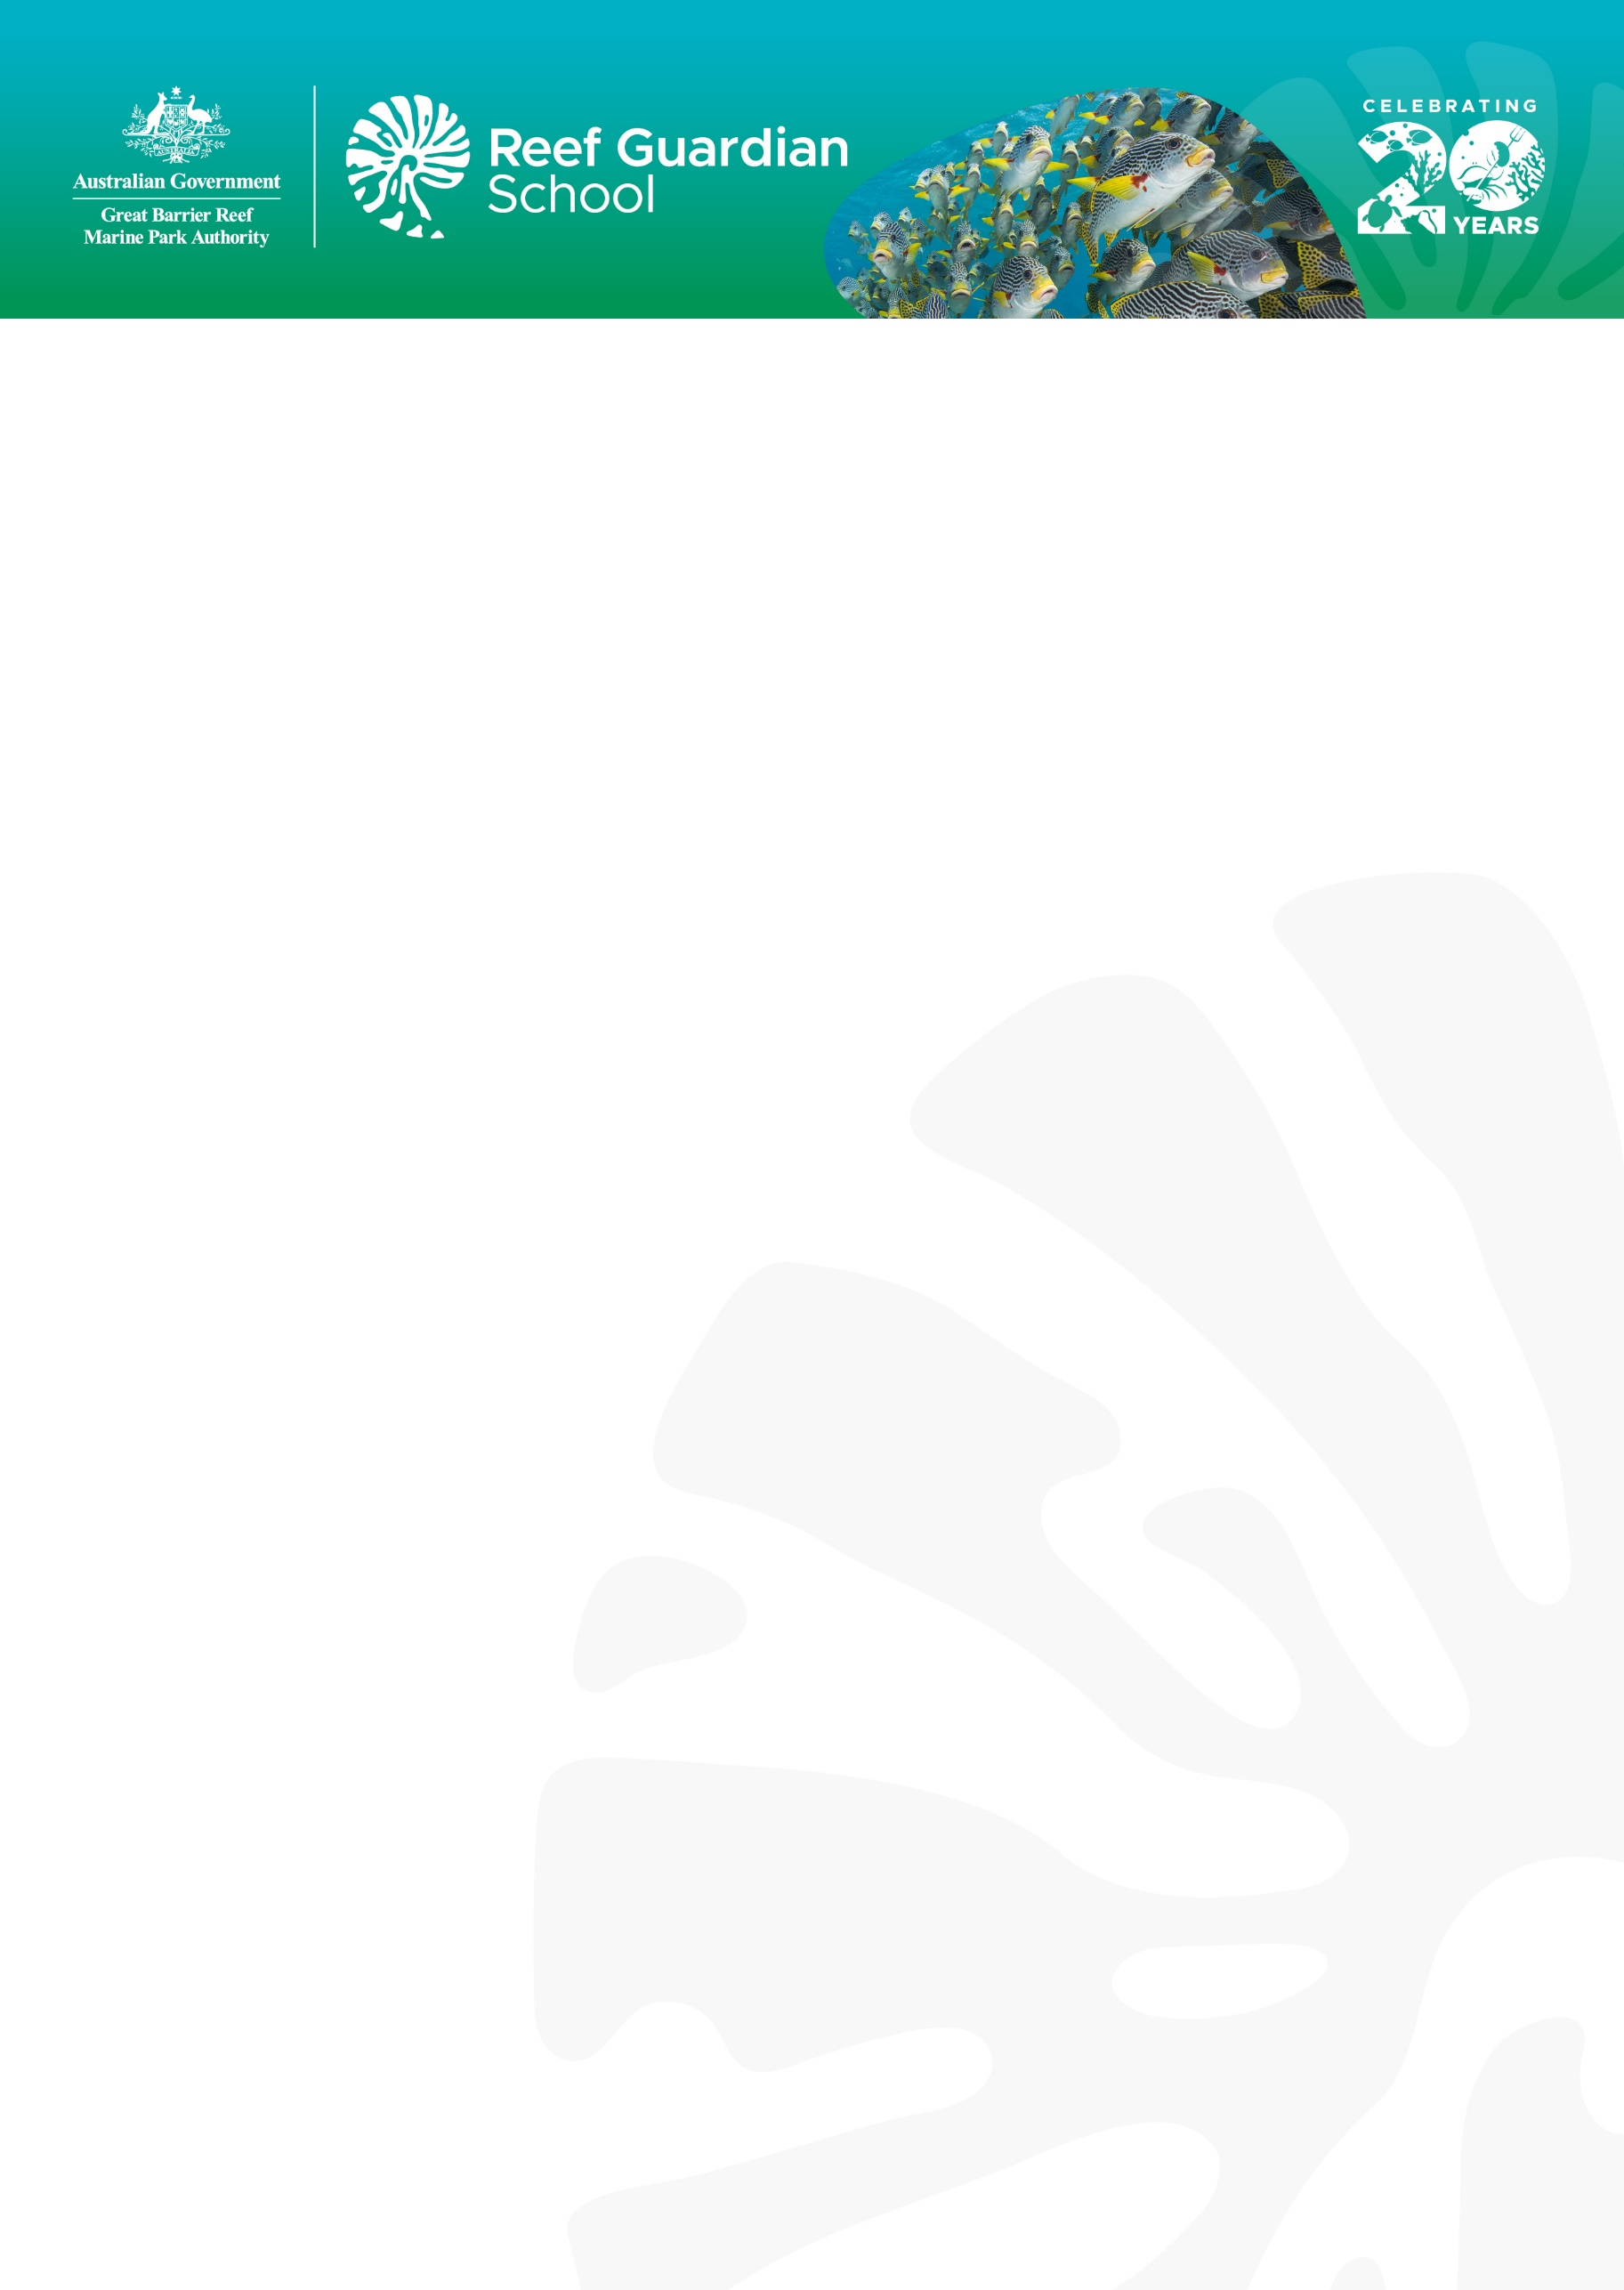 Australian Government
Great Barrier Reef
Marine Park Authority
Reef Guardian
School
CELEBRATING
20
YEARS